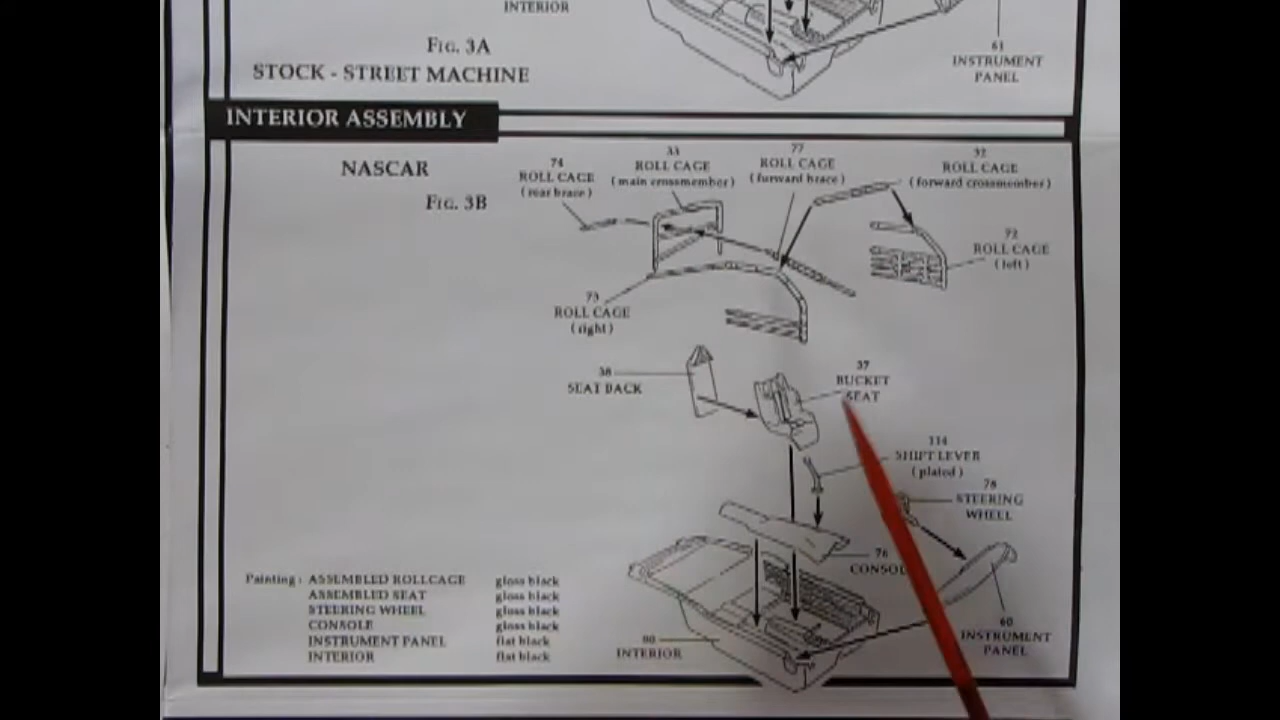 INTERIOR
61
INSTRUMENT
PANEL
FIG. 3A
STOCK - STREET MACHINE
INTERIOR ASSEMBLY
NASCAR
FIG. 3B
74
ROLL CAGE
(rear brace)
33
ROLL CAGE
(main crossmember)
77
ROLL CAGE
(forward brace)
32
ROLL CAGE
(forward crossmember)
72
ROLL CAGE
(left)
73
ROLL CAGE
(right)
38
SEAT BACK
37
BUCKET
SEAT
114
SHIFT LEVER
(plated)
78
STEERING
WHEEL
76
CONSOL
60
INSTRUMENT
PANEL
90
INTERIOR
Painting: ASSEMBLED ROLLCAGE gloss black
ASSEMBLED SEAT gloss black
STEERING WHEEL gloss black
CONSOLE gloss black
INSTRUMENT PANEL flat black
INTERIOR flat black